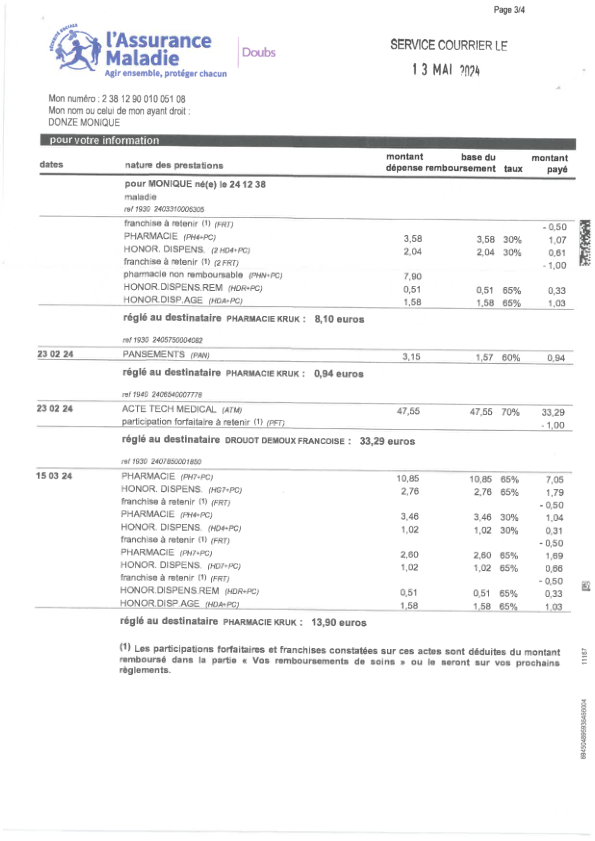 Page 3/4
SÉCURITÉ SOCIALE
l'Assurance
Maladie
Agir ensemble, protéger chacun
Doubs
SERVICE COURRIER LE
13 MAI 2024
Mon numéro : 2 38 12 90 010 051 08
Mon nom ou celui de mon ayant droit :
DONZE MONIQUE
pour votre information
dates nature des prestations montant dépense base du remboursement taux montant payé
pour MONIQUE né(e) le 24 12 38
maladie
ref 1930 2403310006305
franchise à retenir (1) (FRT) - 0,50
PHARMACIE (PH4+PC) 3,58 3,58 30% 1,07
HONOR. DISPENS. (2 HD4+PC) 2,04 2,04 30% 0,61
franchise à retenir (1) (2 FRT) - 1,00
pharmacie non remboursable (PHN+PC) 7,90
HONOR.DISPENS.REM (HDR+PC) 0,51 0,51 65% 0,33
HONOR.DISP.AGE (HDA+PC) 1,58 1,58 65% 1,03
réglé au destinataire PHARMACIE KRUK : 8,10 euros
ref 1930 2405750004082
23 02 24 PANSEMENTS (PAN) 3,15 1,57 60% 0,94
réglé au destinataire PHARMACIE KRUK : 0,94 euros
ref 1940 2406540007778
23 02 24 ACTE TECH MEDICAL (ATM) 47,55 47,55 70% 33,29
participation forfaitaire à retenir (1) (PFT) - 1,00
réglé au destinataire DROUOT DEMOUX FRANCOISE : 33,29 euros
ref 1930 2407850001850
15 03 24 PHARMACIE (PH7+PC) 10,85 10,85 65% 7,05
HONOR. DISPENS. (HG7+PC) 2,76 2,76 65% 1,79
franchise à retenir (1) (FRT) - 0,50
PHARMACIE (PH4+PC) 3,46 3,46 30% 1,04
HONOR. DISPENS. (HD4+PC) 1,02 1,02 30% 0,31
franchise à retenir (1) (FRT) - 0,50
PHARMACIE (PH7+PC) 2,60 2,60 65% 1,69
HONOR. DISPENS. (HD7+PC) 1,02 1,02 65% 0,66
franchise à retenir (1) (FRT) - 0,50
HONOR.DISPENS.REM (HDR+PC) 0,51 0,51 65% 0,33
HONOR.DISP.AGE (HDA+PC) 1,58 1,58 65% 1,03
réglé au destinataire PHARMACIE KRUK : 13,90 euros
(1) Les participations forfaitaires et franchises constatées sur ces actes sont déduites du montant
remboursé dans la partie « Vos remboursements de soins » ou le seront sur vos prochains
règlements.
11167